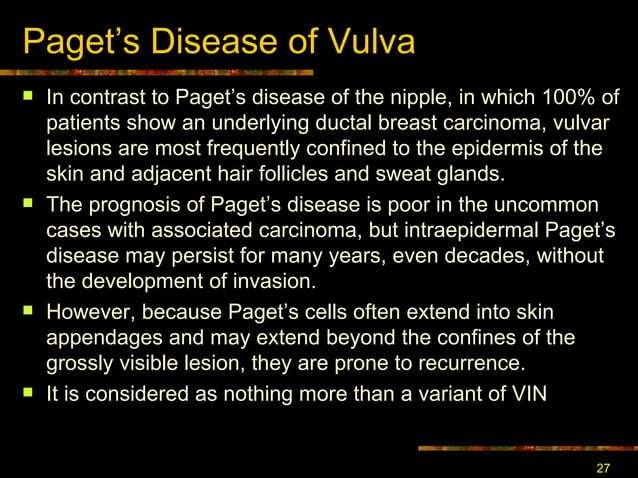 Paget’s Disease of Vulva
In contrast to Paget’s disease of the nipple, in which 100% of
patients show an underlying ductal breast carcinoma, vulvar
lesions are most frequently confined to the epidermis of the
skin and adjacent hair follicles and sweat glands.
The prognosis of Paget’s disease is poor in the uncommon
cases with associated carcinoma, but intraepidermal Paget’s
disease may persist for many years, even decades, without
the development of invasion.
However, because Paget’s cells often extend into skin
appendages and may extend beyond the confines of the
grossly visible lesion, they are prone to recurrence.
It is considered as nothing more than a variant of VIN
27